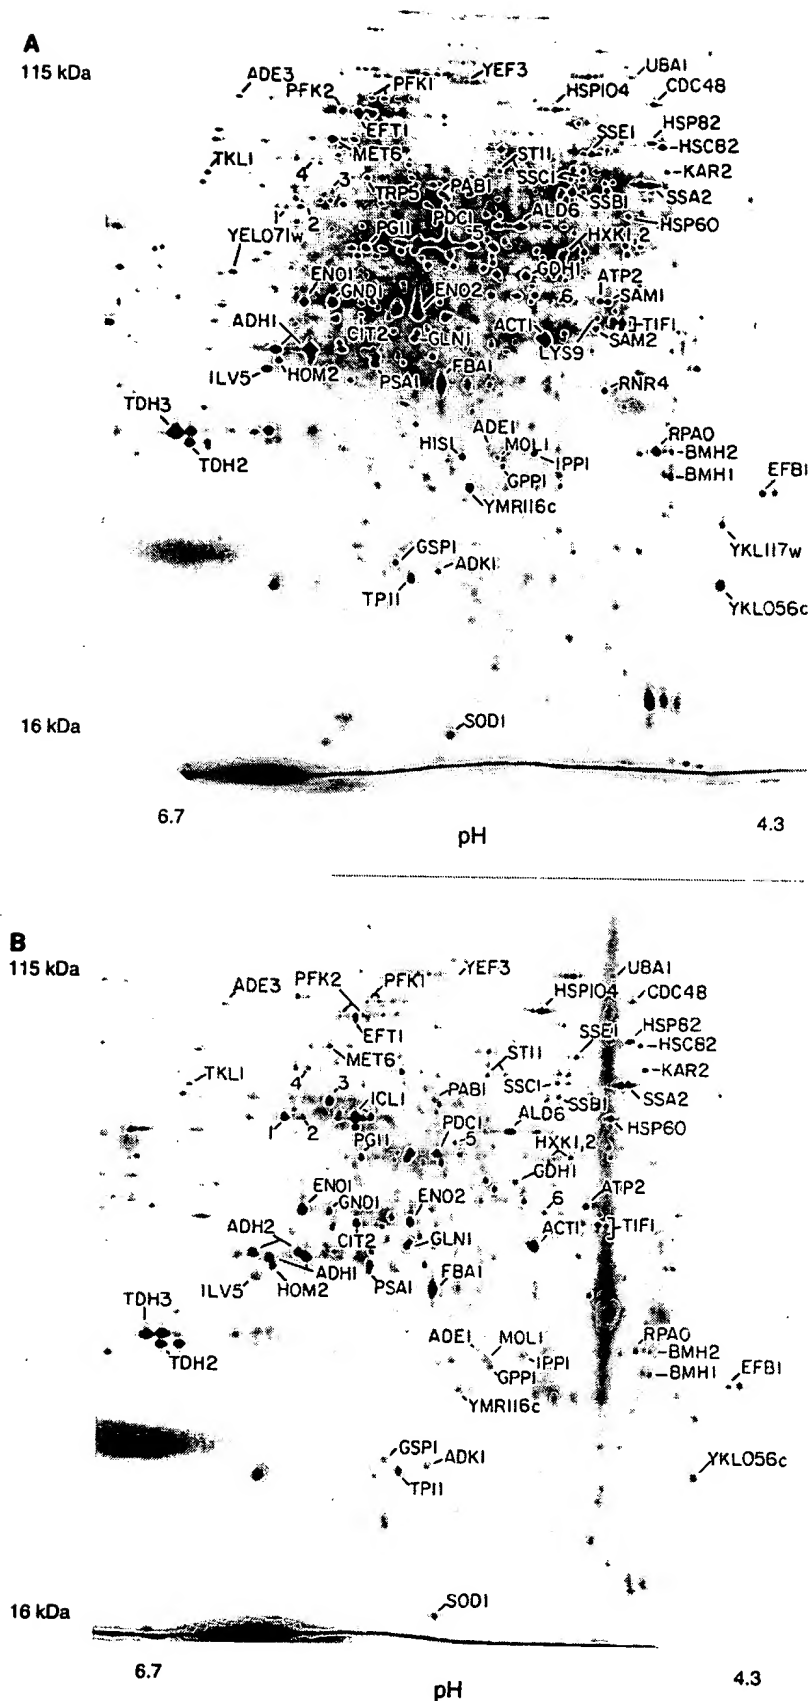 A
115 kDa
ADE3
PFK2
PFK1
YEF3
UBA1
HSP104
CDC48
EFT1
HSP82
SSE1
HSC82
MET6
STI1
TKL1
SSC1
KAR2
4
3
TRP5
PAB1
SSB1
SSA2
1
2
PDC1
ALD6
HSP60
PGI1
5
HXK1,2
YEL071w
GDH1
ENO1
GND1
ENO2
6
ATP2
SAM1
ADH1
ACT1
TIF1
CIT2
GLN1
LYS9
SAM2
ILV5
HOM2
PSA1
FBA1
RNR4
TDH3
ADE1
RPA0
HIS1
MOL1
BMH2
TDH2
IPP1
GPP1
BMH1
EFB1
YMR116c
GSP1
YKL117w
ADK1
TPI1
YKL056c
16 kDa
SOD1
6.7
4.3
pH
B
115 kDa
YEF3
UBA1
ADE3
PFK2
PFK1
HSP104
CDC48
EFT1
SSE1
HSP82
HSC82
MET6
STI1
TKL1
KAR2
4
3
PAB1
SSC1
SSA2
ICL1
SSB1
ALD6
1
2
PDC1
HSP60
PGI1
5
HXK1,2
GDH1
ENO1
GND1
ENO2
6
ATP2
ADH2
ACT1
TIF1
CIT2
GLN1
ADH1
ILV5
HOM2
PSA1
FBA1
TDH3
ADE1
MOL1
RPA0
BMH2
TDH2
IPP1
GPP1
BMH1
EFB1
YMR116c
GSP1
ADK1
YKL056c
TPI1
16 kDa
SOD1
6.7
4.3
pH